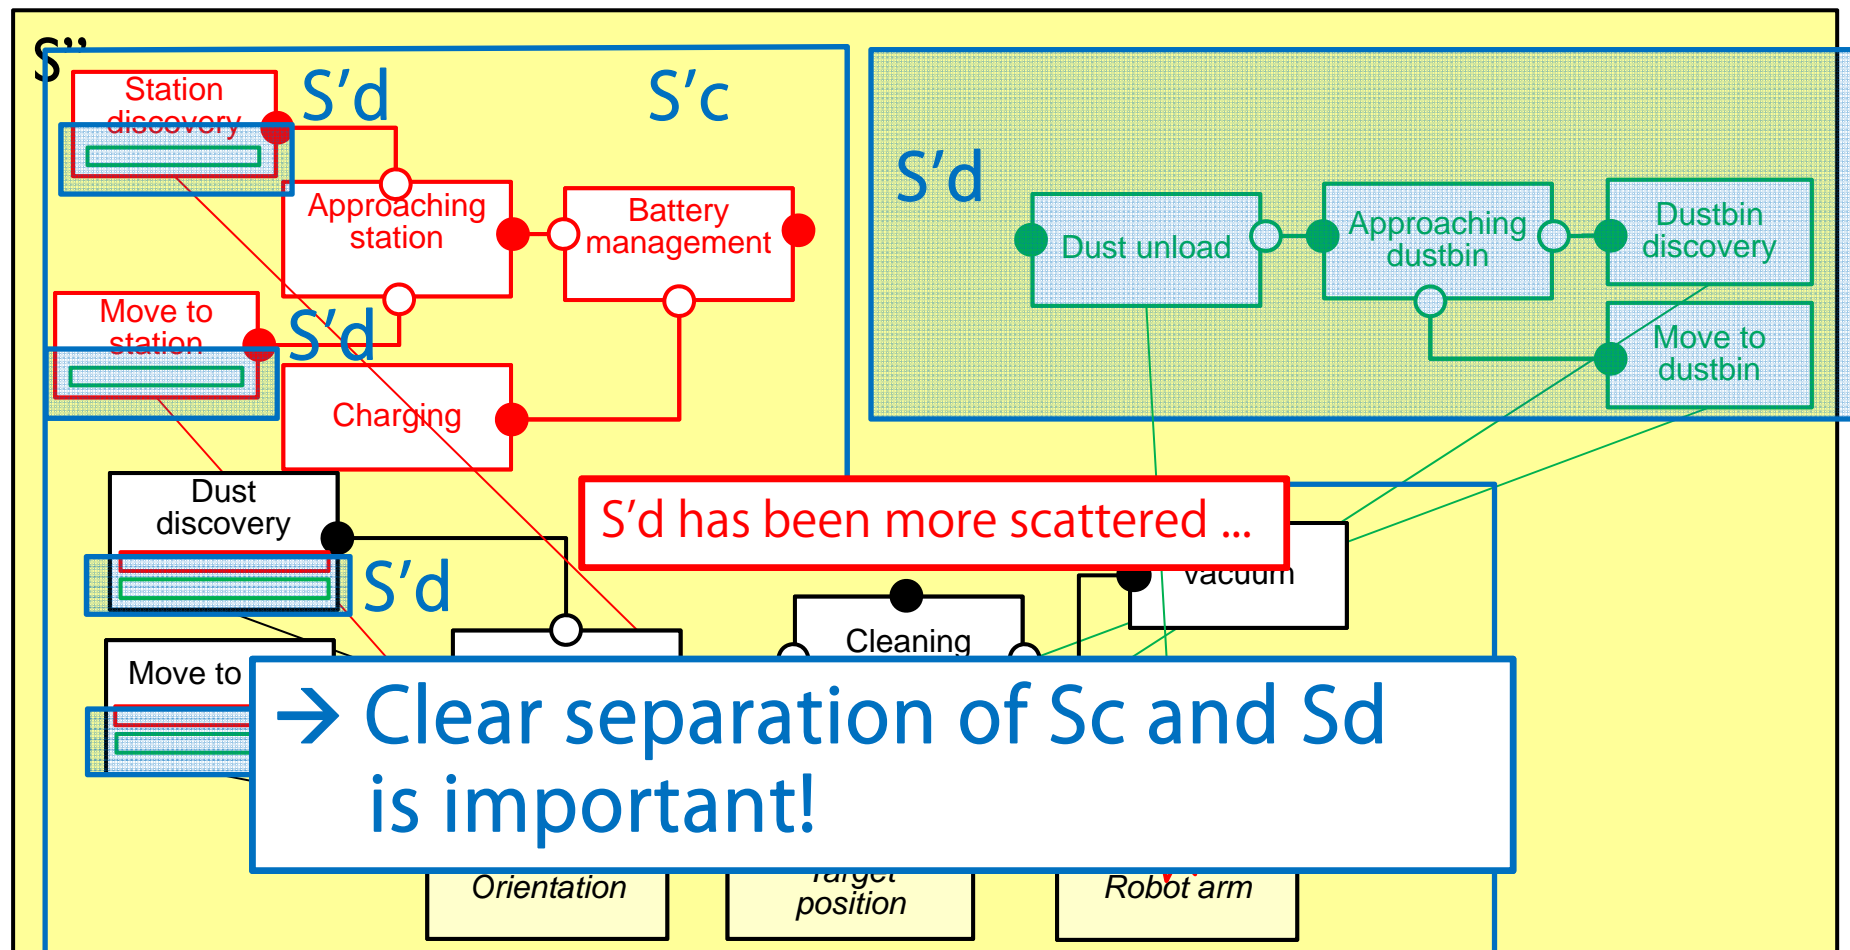 S’’
Station
discovery
S’d
S’c
Approaching
station
Battery
management
S’d
Dust unload
Approaching
dustbin
Dustbin
discovery
Move to
dustbin
Move to
station
S’d
Charging
Dust
discovery
S’d has been more scattered ...
S’d
vacuum
Cleaning
Move to
→ Clear separation of Sc and Sd
is important!
Orientation
Target
position
Robot arm